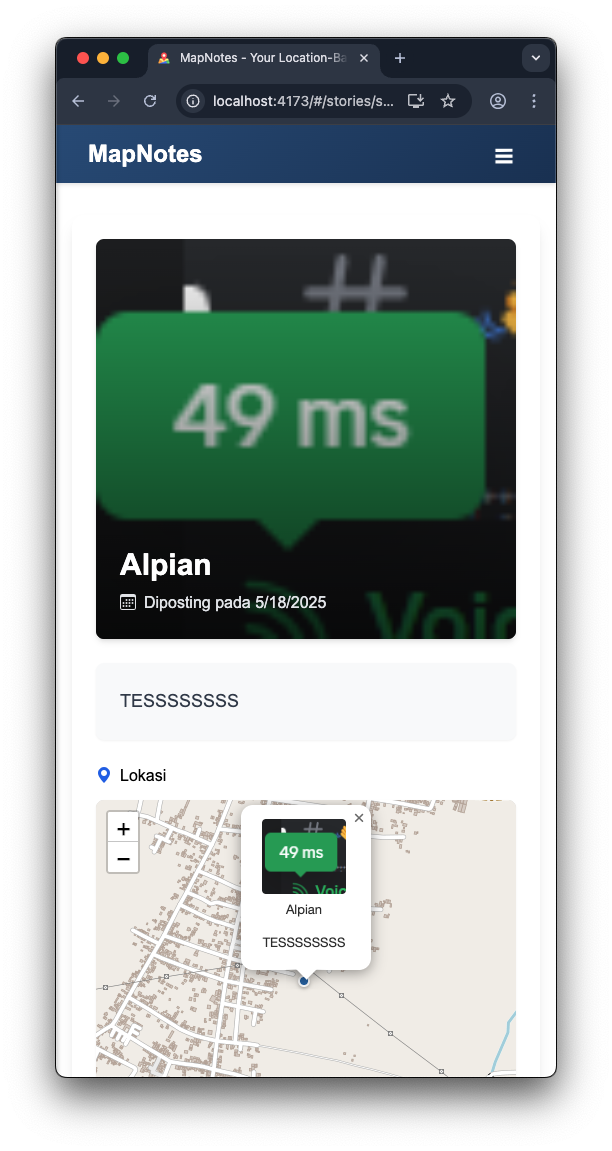 MapNotes - Your Location-Ba
localhost:4173/#/stories/s...
MapNotes
#
49 ms
Alpian
Diposting pada 5/18/2025
Voic
TESSSSSSSS
Lokasi
+
−
49 ms
Voic
Alpian
TESSSSSSSS